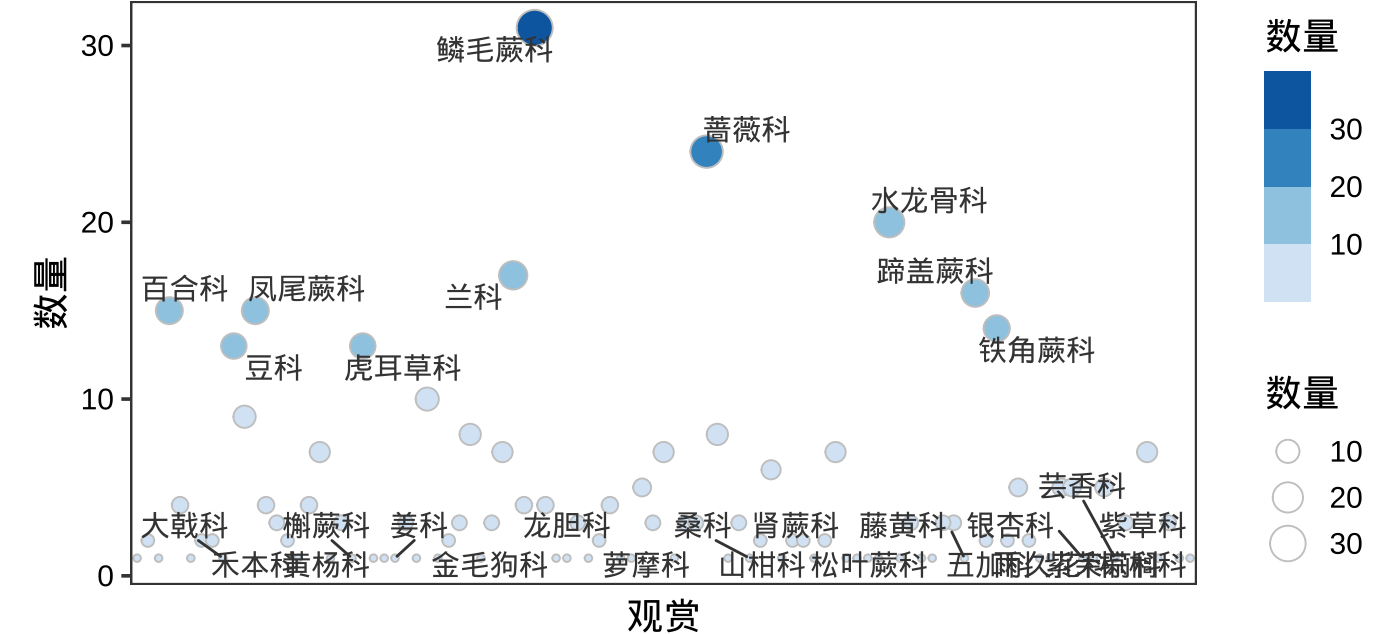 数量
30
20
10
0
鳞毛蕨科
蔷薇科
水龙骨科
蹄盖蕨科
百合科
凤尾蕨科
兰科
铁角蕨科
豆科
虎耳草科
芸香科
大戟科
槲蕨科
姜科
龙胆科
桑科
肾蕨科
藤黄科
银杏科
紫草科
禾本科
黄杨科
金毛狗科
萝摩科
山柑科
松叶蕨科
观赏
数量
30
20
10
数量
10
20
30